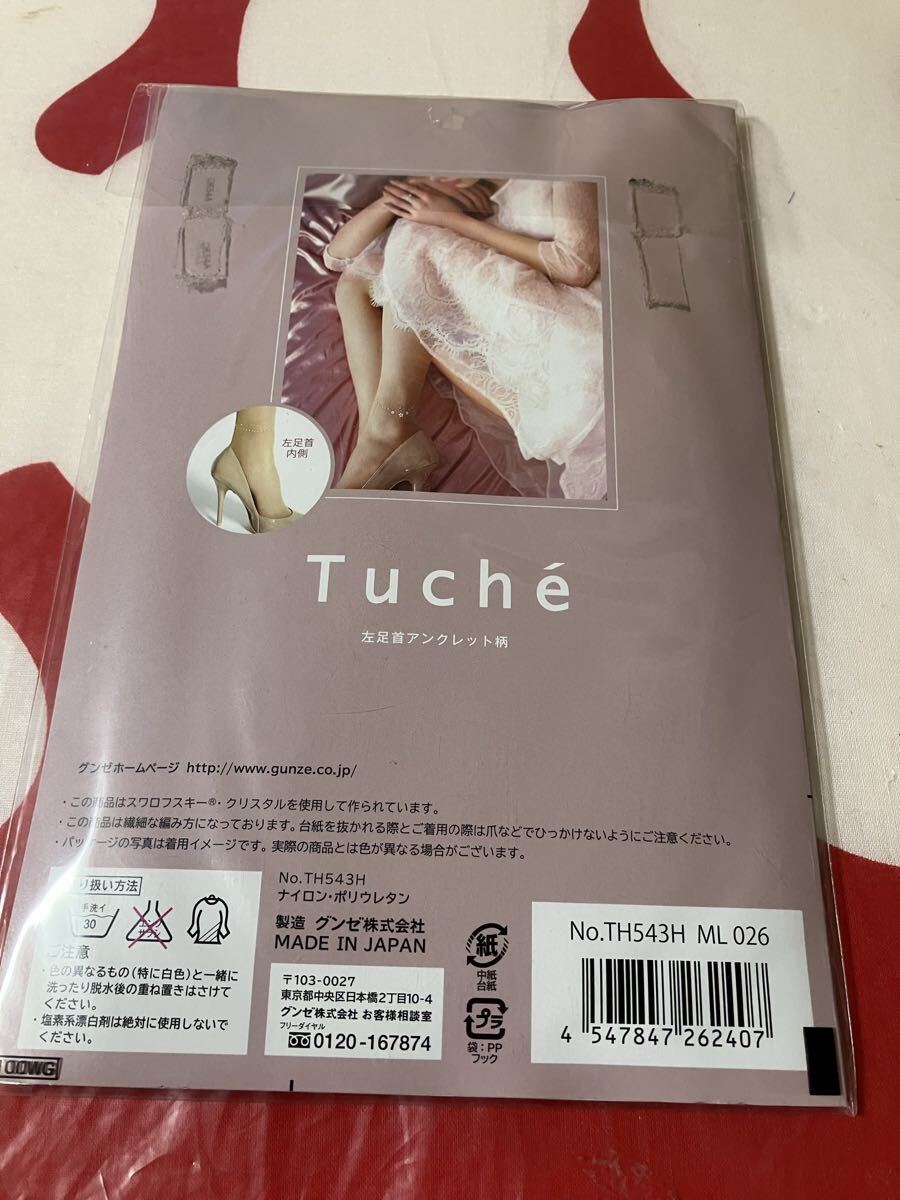 左足首
内側
Tuché
左足首アンクレット柄
グンゼホームページ http://www.gunze.co.jp/
・この商品はスワロフスキー®・クリスタルを使用して作られています。
・この商品は繊細な編み方になっております。台紙を抜かれる際とご着用の際は爪などでひっかけないようにご注意ください。
・パッケージの写真は着用イメージです。実際の商品とは色が異なる場合がございます。
り扱い方法
手洗イ
30
エンソ
サラシ
ご注意
・色の異なるもの(特に白色)と一緒に
洗ったり脱水後の重ね置きはさけて
ください。
・塩素系漂白剤は絶対に使用しないで
ください。
No.TH543H
ナイロン・ポリウレタン
製造 グンゼ株式会社
MADE IN JAPAN
〒103-0027
東京都中央区日本橋2丁目10-4
グンゼ株式会社 お客様相談室
フリーダイヤル
0120-167874
紙
中紙
台紙
プラ
袋:PP
フック
No.TH543H ML 026
4 547847 262407